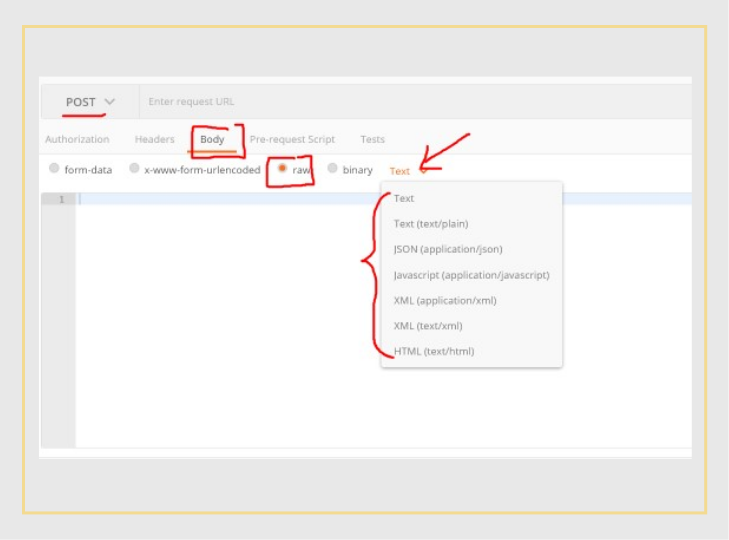 POST Enter request URL
Authorization Headers Body Pre-request Script Tests
form-data x-www-form-urlencoded raw binary Text
1
Text
Text (text/plain)
JSON (application/json)
Javascript (application/javascript)
XML (application/xml)
XML (text/xml)
HTML (text/html)